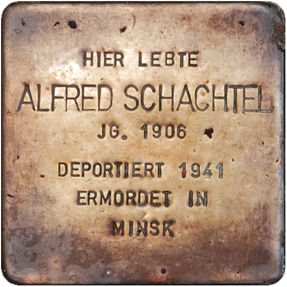 HIER LEBTE
ALFRED SCHACHTEL
JG. 1906
DEPORTIERT 1941
ERMORDET IN
MINSK